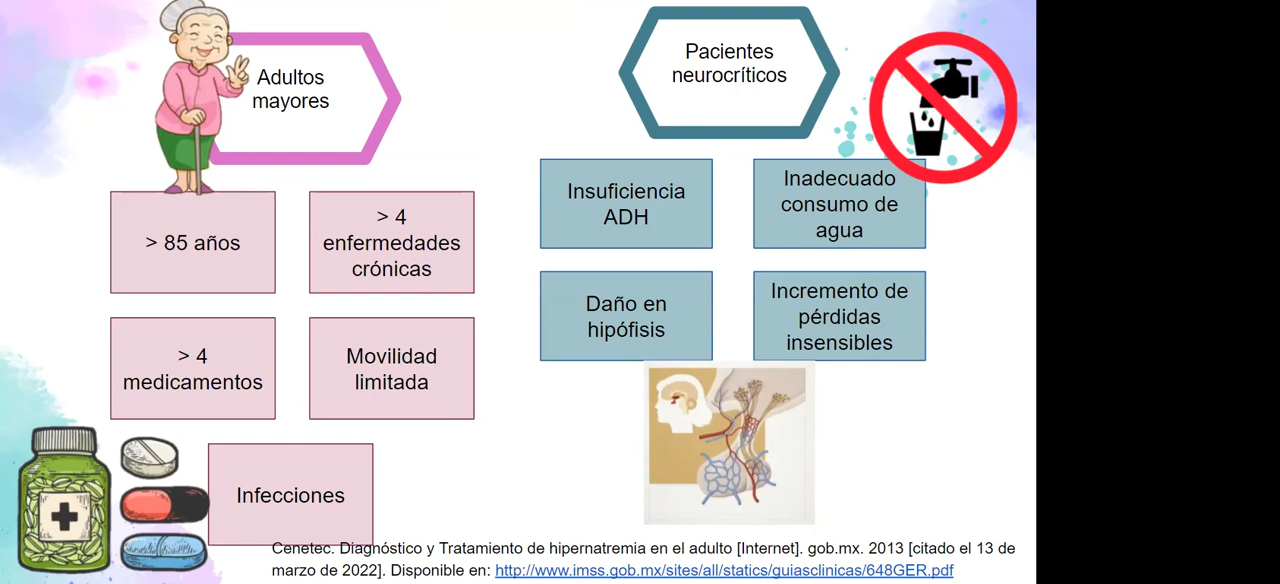 Adultos
mayores
> 85 años
> 4
enfermedades
crónicas
> 4
medicamentos
Movilidad
limitada
Infecciones
Pacientes
neurocríticos
Insuficiencia
ADH
Inadecuado
consumo de
agua
Daño en
hipófisis
Incremento de
pérdidas
insensibles
Cenetec. Diagnóstico y Tratamiento de hipernatremia en el adulto [Internet]. gob.mx. 2013 [citado el 13 de
marzo de 2022]. Disponible en: http://www.imss.gob.mx/sites/all/statics/guiasclinicas/648GER.pdf